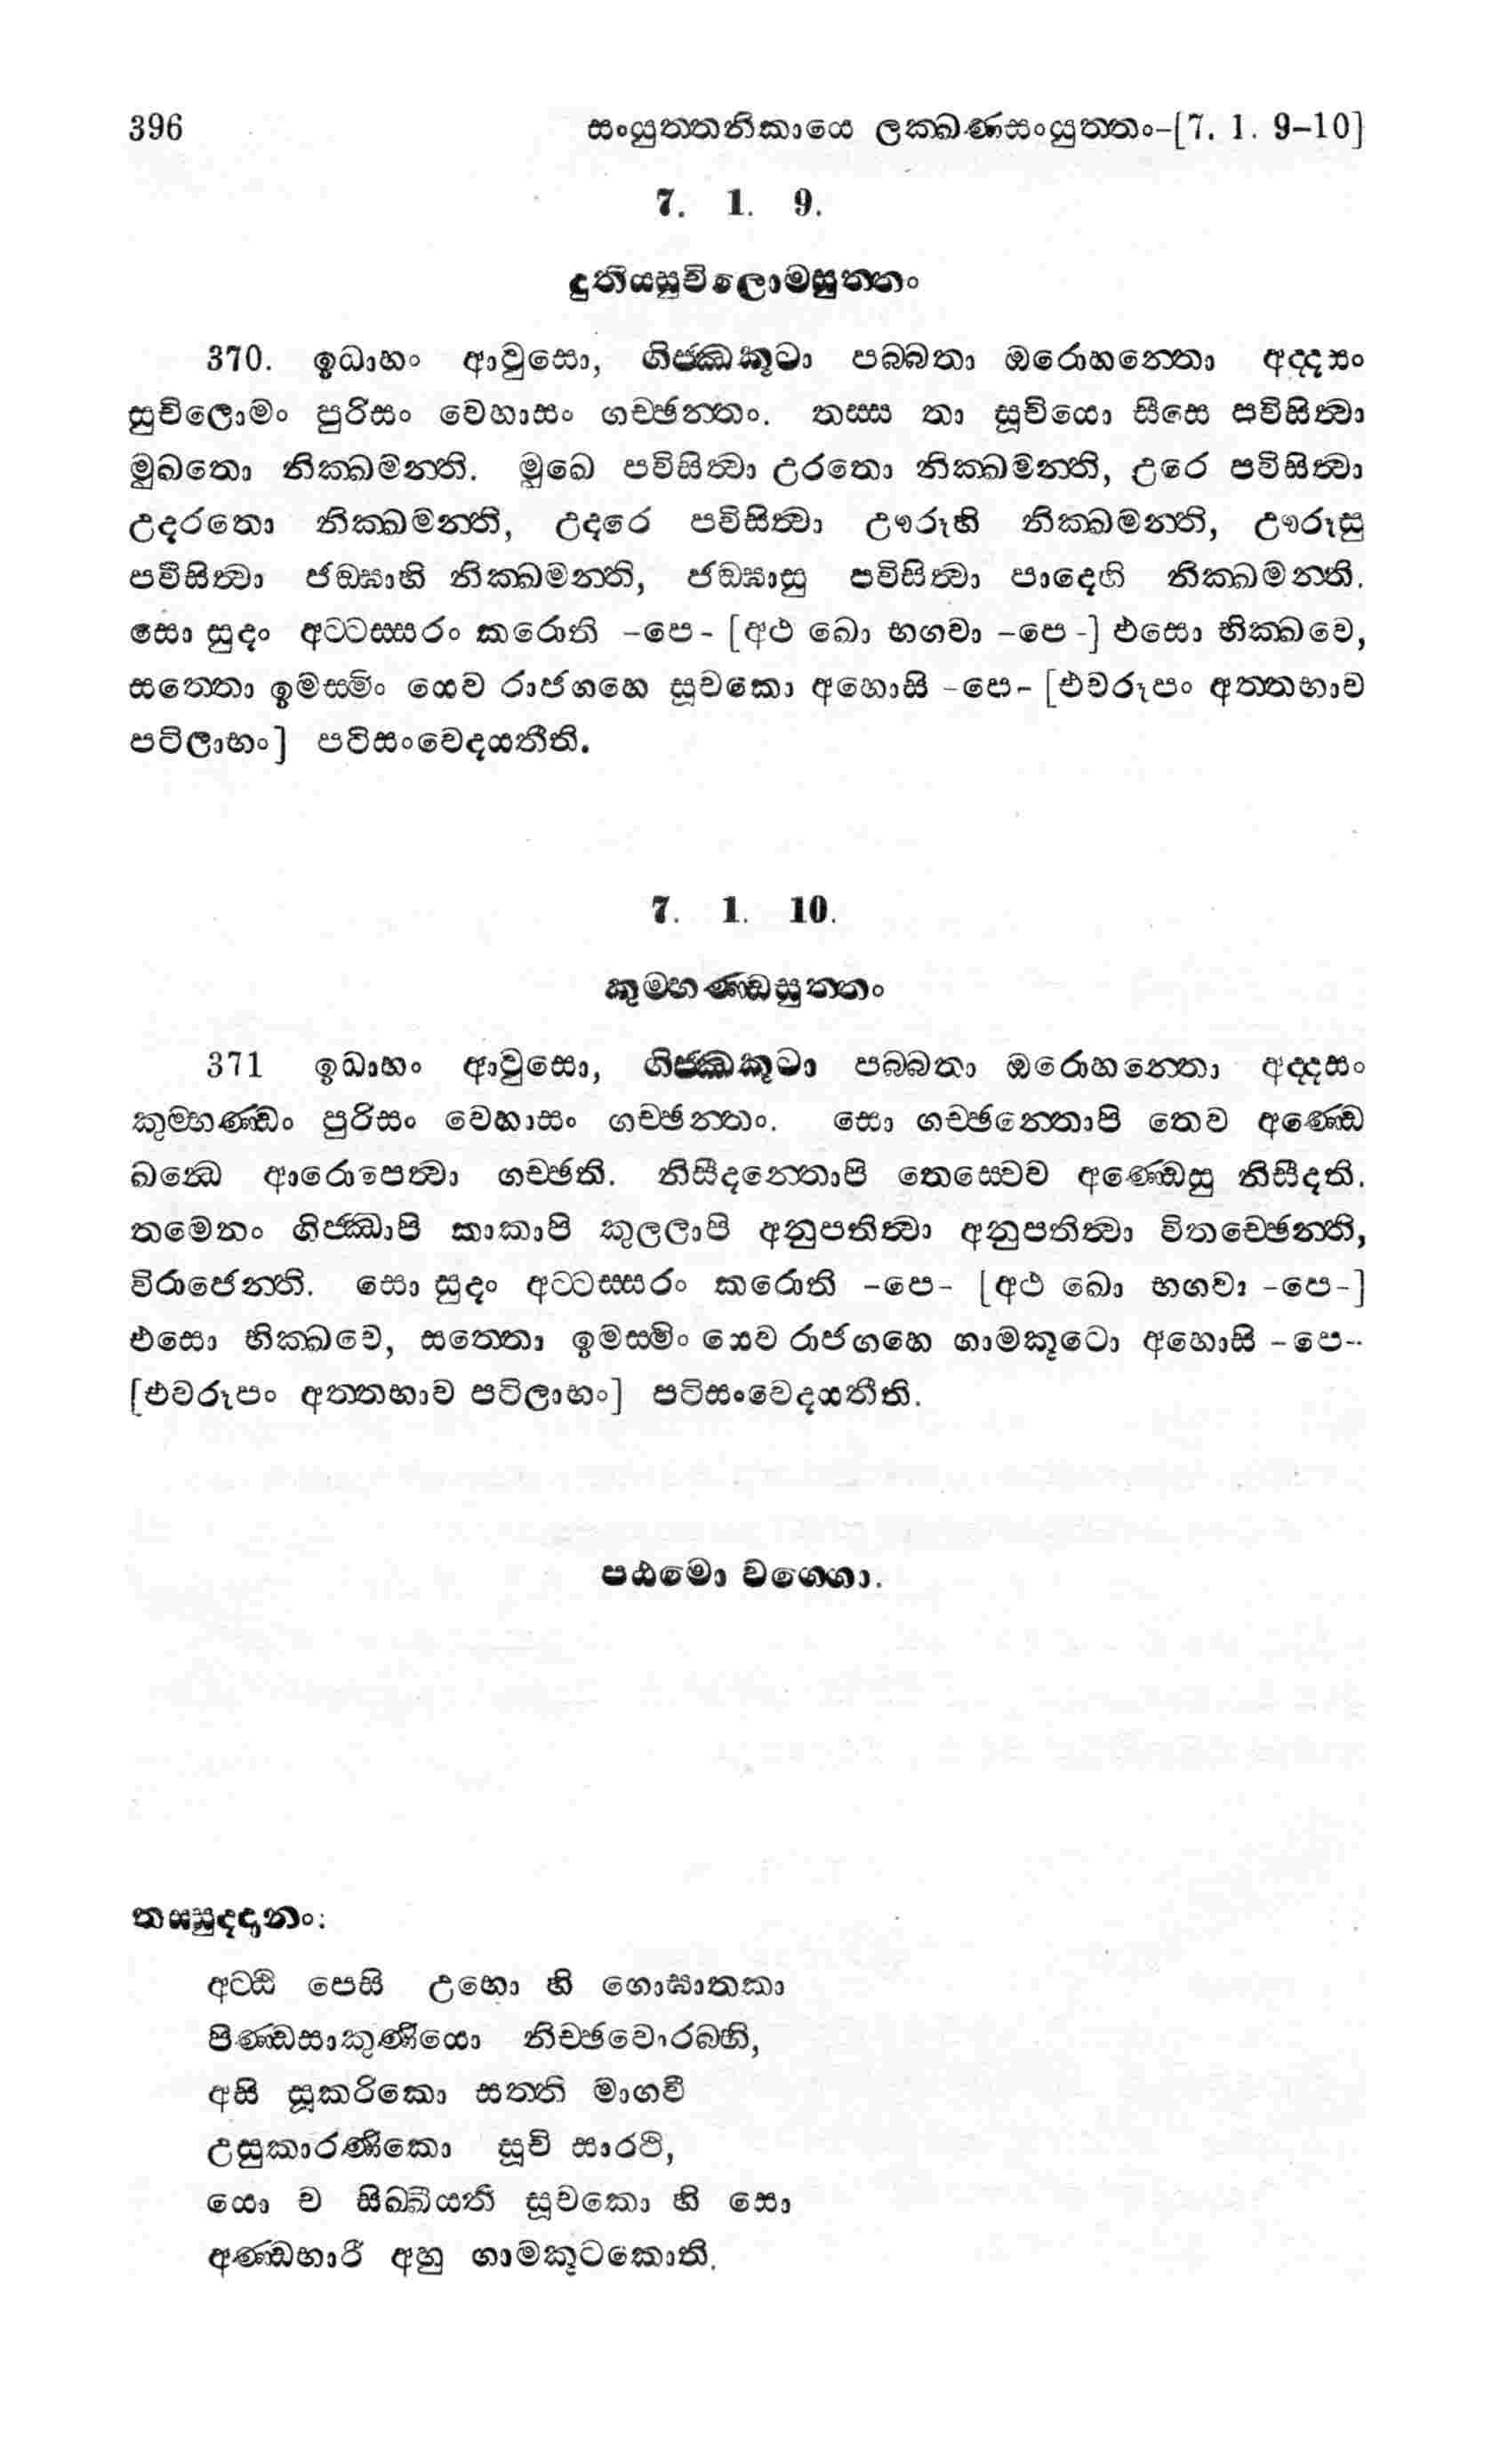 396 සංයුත්තනිකායෙ ලක්ඛණසංයුත්තං-[7. 1. 9-10]
7. 1. 9.
දුතියසූචිලොමසුත්තං
370. ඉධාහං ආවුසො, ගිජ්ඣකූටා පබ්බතා ඔරොහන්තො අද්දසං
සූචිලොමං පුරිසං වෙහාසං ගච්ඡන්තං. තස්ස තා සූචියො සීසෙ පවිසිත්වා
මුඛතො නික්ඛමන්ති. මුඛෙ පවිසිත්වා උරතො නික්ඛමන්ති, උරෙ පවිසිත්වා
උදරතො නික්ඛමන්ති, උදරෙ පවිසිත්වා ඌරූහි නික්ඛමන්ති, ඌරූසු
පවිසිත්වා ජඞ්ඝාහි නික්ඛමන්ති, ජඞ්ඝාසු පවිසිත්වා පාදෙහි නික්ඛමන්ති.
සො සුදං අට්ටස්සරං කරොති -පෙ- [අථ ඛො භගවා -පෙ-] එසො භික්ඛවෙ,
සත්තො ඉමස්මිං යෙව රාජගහෙ සූචකො අහොසි -පෙ- [එවරූපං අත්තභාව
පටිලාභං] පටිසංවෙදයතීති.
7. 1. 10.
කුම්භණ්ඩසුත්තං
371 ඉධාහං ආවුසො, ගිජ්ඣකූටා පබ්බතා ඔරොහන්තො අද්දසං
කුම්භණ්ඩං පුරිසං වෙහාසං ගච්ඡන්තං. සො ගච්ඡන්තොපි තෙව අණ්ඩෙ
ඛන්ධෙ ආරොපෙත්වා ගච්ඡති. නිසීදන්තොපි තෙස්වෙව අණ්ඩෙසු නිසීදති.
තමෙනං ගිජ්ඣාපි කාකාපි කුලලාපි අනුපතිත්වා අනුපතිත්වා විතච්ඡෙන්ති,
විරාජෙන්ති. සො සුදං අට්ටස්සරං කරොති -පෙ- [අථ ඛො භගවා -පෙ-]
එසො භික්ඛවෙ, සත්තො ඉමස්මිං යෙව රාජගහෙ ගාමකූටො අහොසි -පෙ-
[එවරූපං අත්තභාව පටිලාභං] පටිසංවෙදයතීති.
පඨමො වග්ගො.
තස්සුද්දානං:
අට්ඨි පෙසි උභො හි ගොඝාතකා
පිණ්ඩසාකුණියො නිච්ඡවොරබ්භි,
අසි සූකරිකො සත්ති මාගවී
උසුකාරණිකො සූචි සාරථි,
යො ච සිඛ්ඛීයති සූචකො හි සො
අණ්ඩභාරී අහු ගාමකූටකොති.